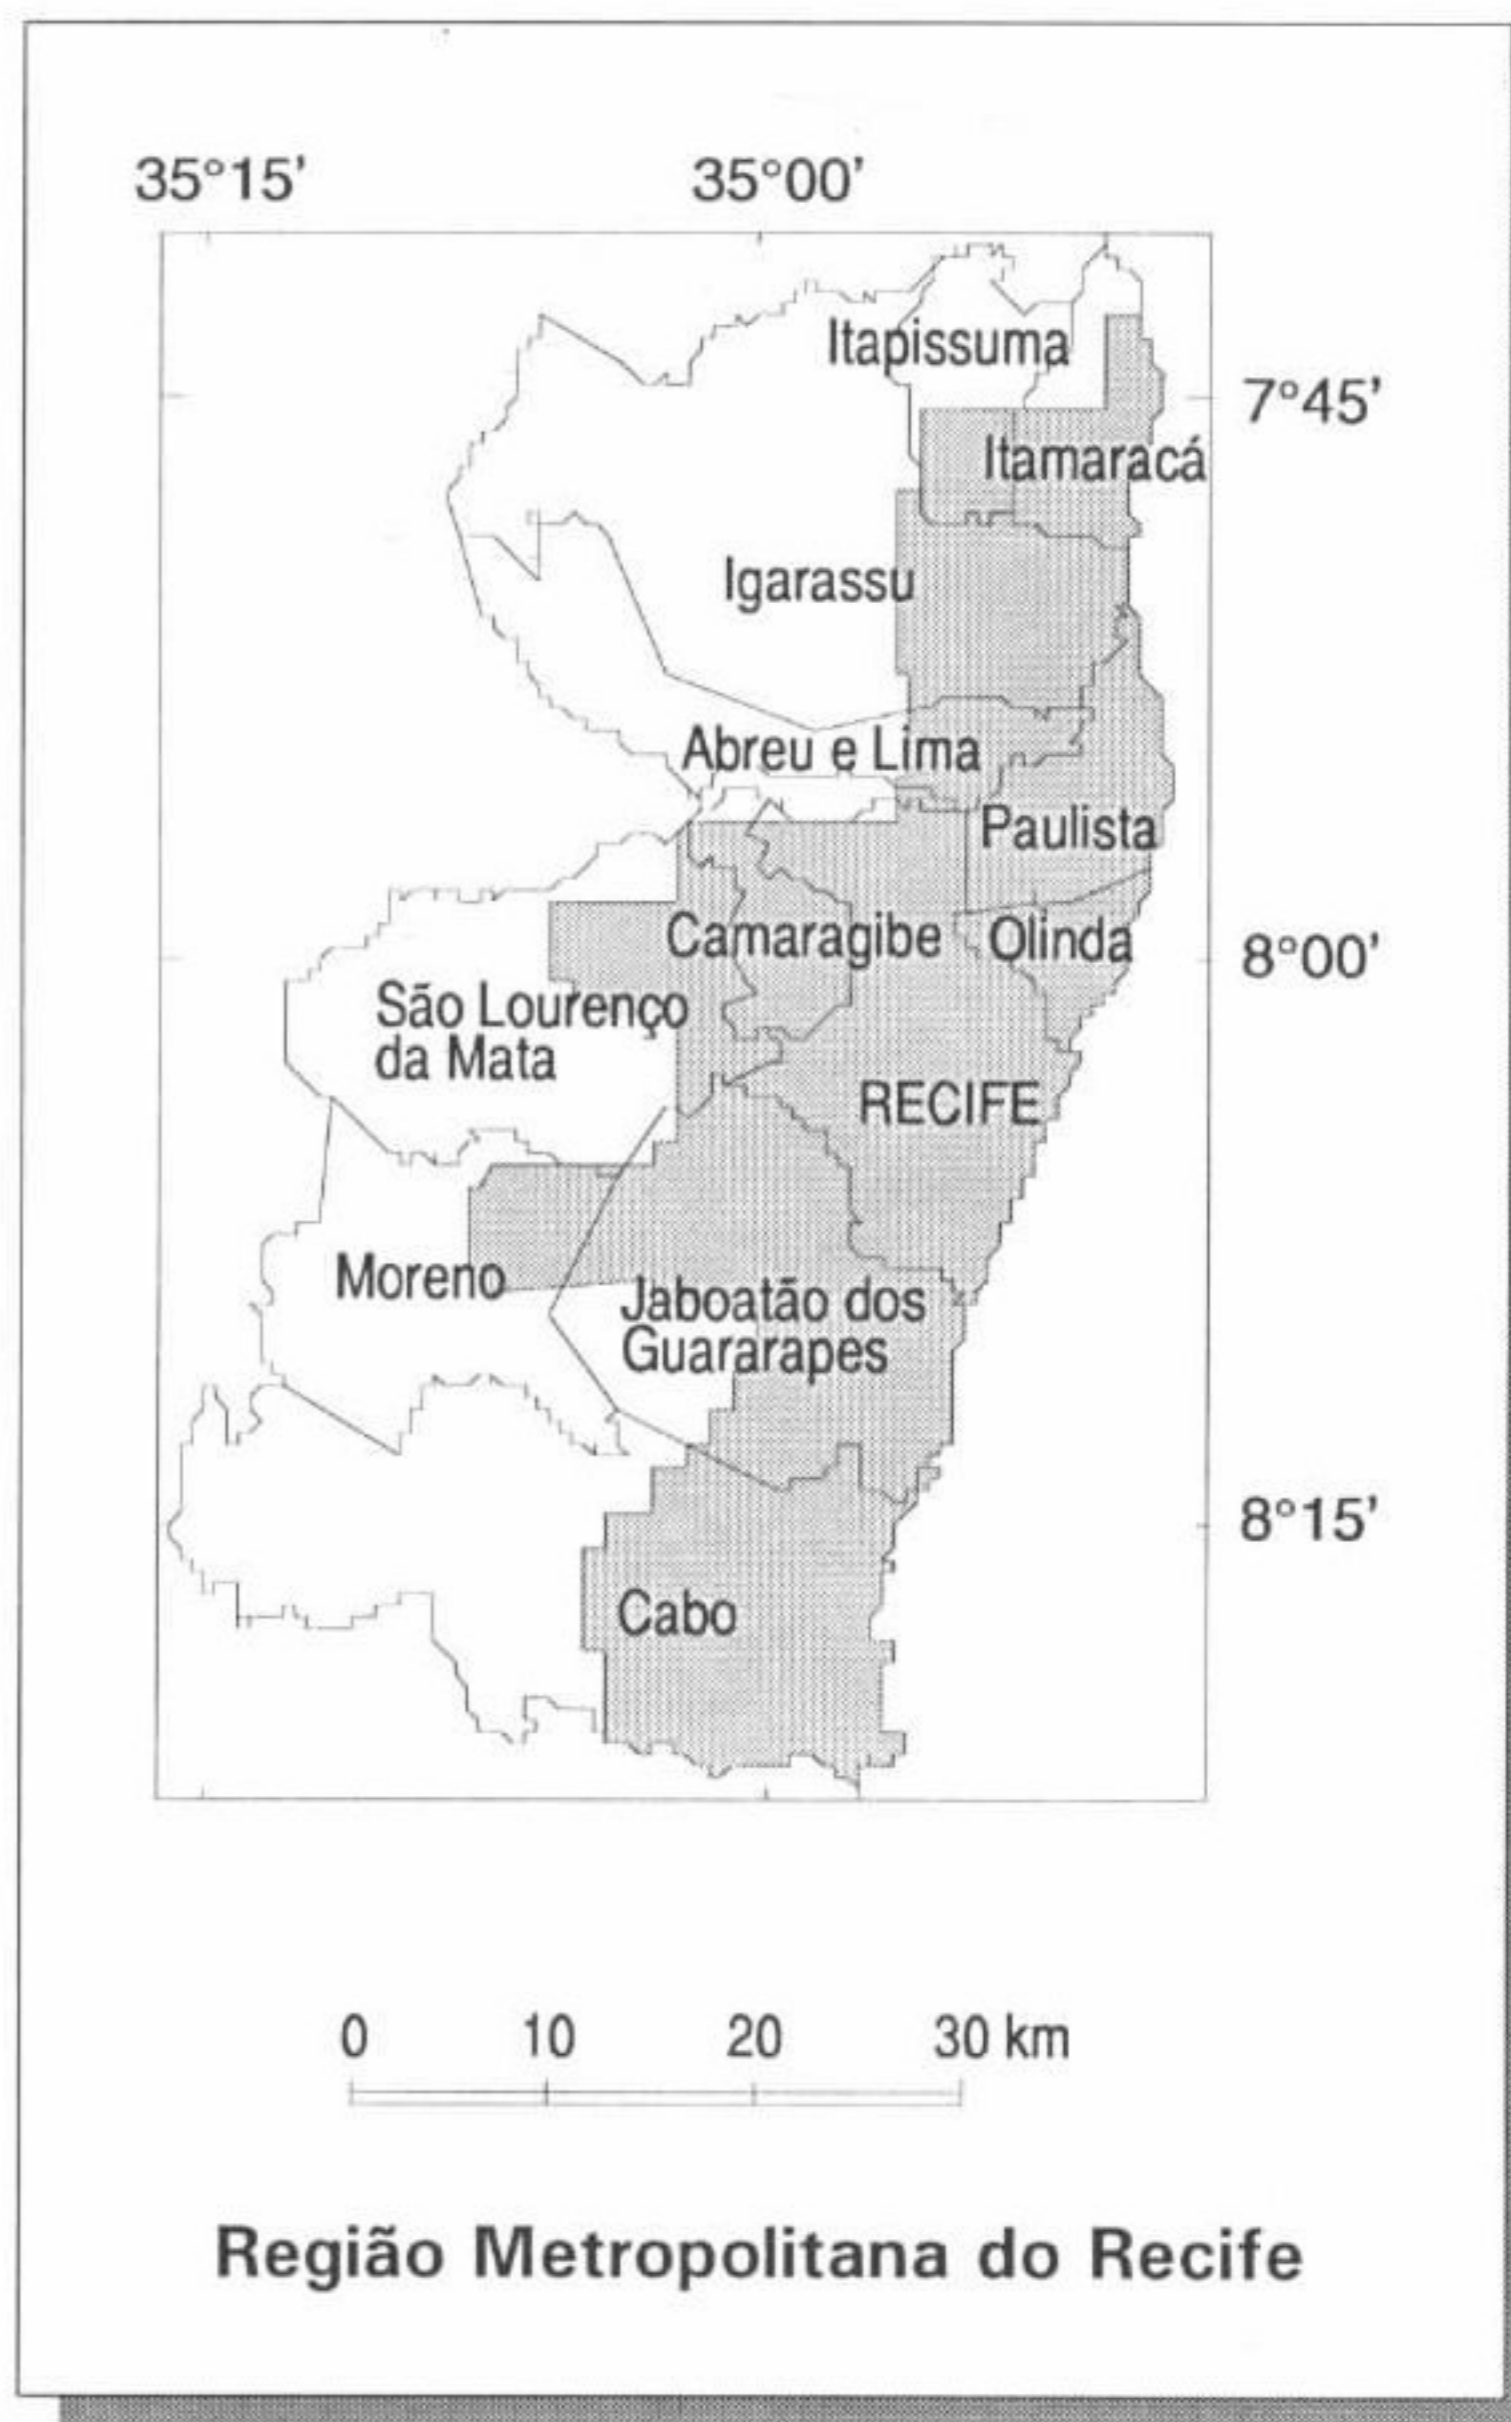 35°15' 35°00'
Itapissuma
7°45'
Itamaracá
Igarassu
Abreu e Lima
Paulista
Camaragibe
Olinda
8°00'
São Lourenço
da Mata
RECIFE
Moreno
Jaboatão dos
Guararapes
8°15'
Cabo
0 10 20 30 km
Região Metropolitana do Recife